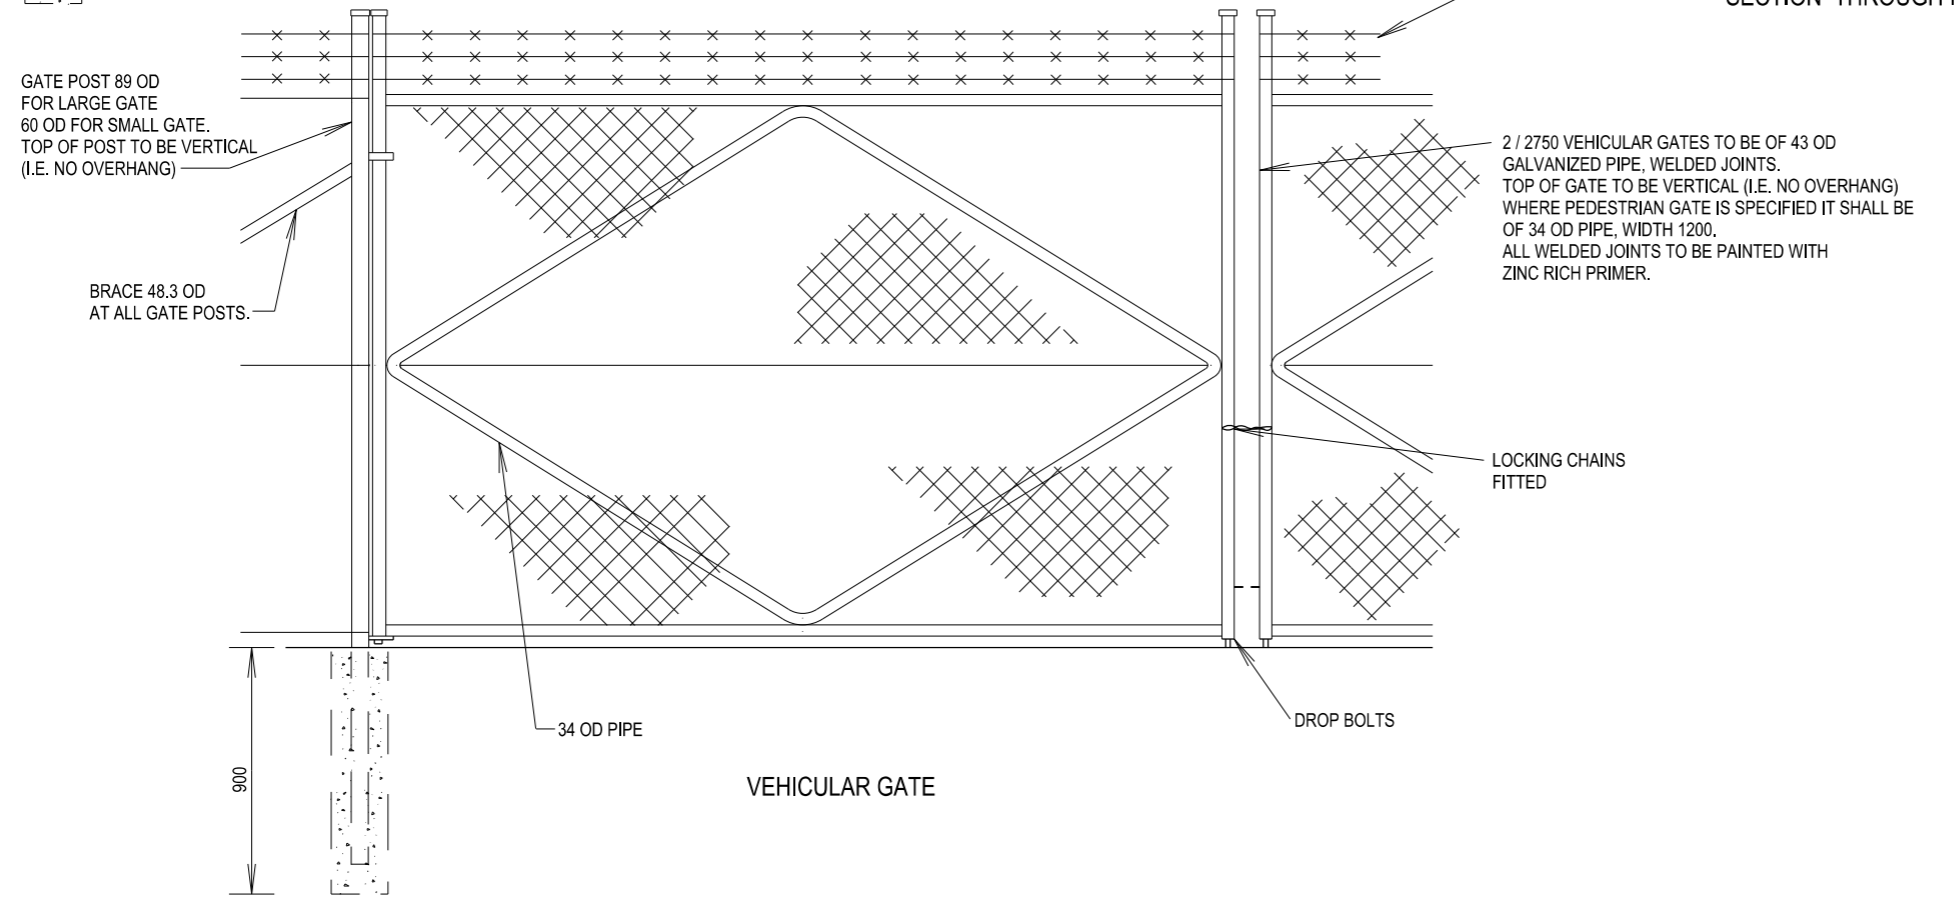 SECTION THROUGH
GATE POST 89 OD
FOR LARGE GATE
60 OD FOR SMALL GATE.
TOP OF POST TO BE VERTICAL
(I.E. NO OVERHANG)
2 / 2750 VEHICULAR GATES TO BE OF 43 OD
GALVANIZED PIPE, WELDED JOINTS.
TOP OF GATE TO BE VERTICAL (I.E. NO OVERHANG)
WHERE PEDESTRIAN GATE IS SPECIFIED IT SHALL BE
OF 34 OD PIPE, WIDTH 1200.
ALL WELDED JOINTS TO BE PAINTED WITH
ZINC RICH PRIMER.
BRACE 48.3 OD
AT ALL GATE POSTS.
LOCKING CHAINS
FITTED
34 OD PIPE
DROP BOLTS
900
VEHICULAR GATE